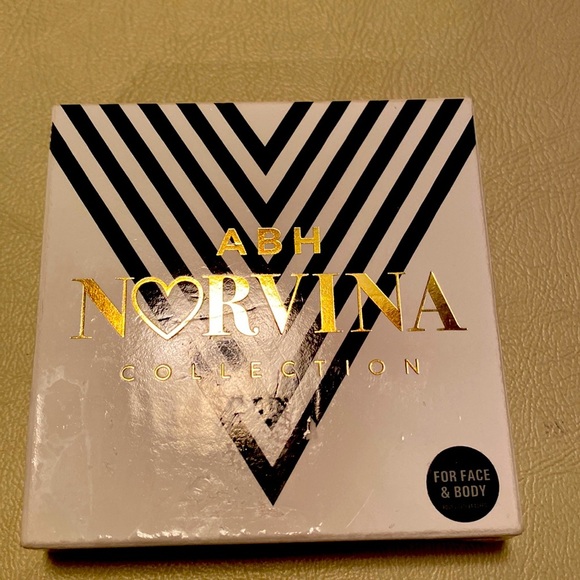 ABH
NORVINA
COLLECTION
FOR FACE
& BODY